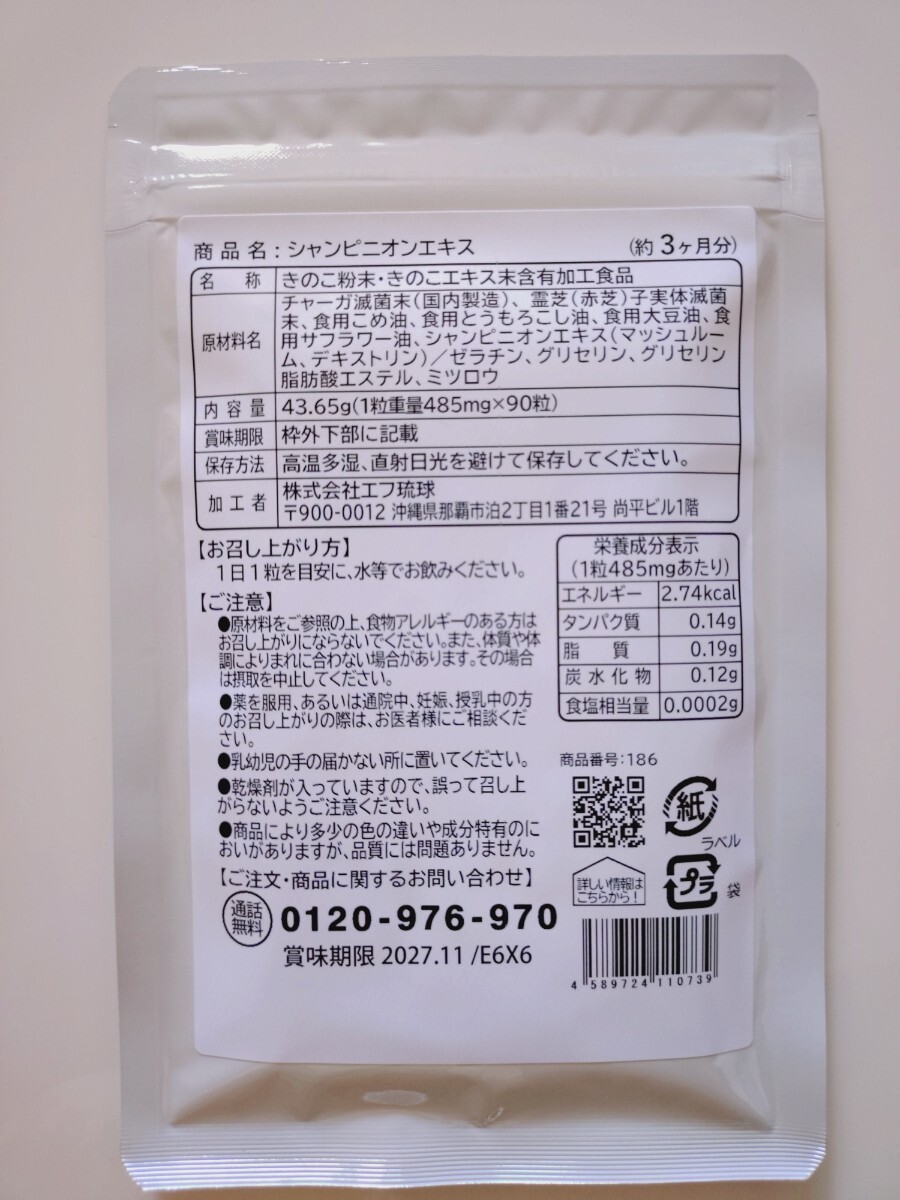 商品名:シャンピニオンエキス (約3ヶ月分)
名称 きのこ粉末・きのこエキス末含有加工食品
原材料名
チャーガ滅菌末(国内製造)、霊芝(赤芝)子実体滅菌
末、食用こめ油、食用とうもろこし油、食用大豆油、食
用サフラワー油、シャンピニオンエキス(マッシュルー
ム、デキストリン)/ゼラチン、グリセリン、グリセリン
脂肪酸エステル、ミツロウ
内容量 43.65g(1粒重量485mg×90粒)
賞味期限 枠外下部に記載
保存方法 高温多湿、直射日光を避けて保存してください。
加工者
株式会社エフ琉球
〒900-0012 沖縄県那覇市泊2丁目1番21号 尚平ビル1階
【お召し上がり方】
1日1粒を目安に、水等でお飲みください。
【ご注意】
●原材料をご参照の上、食物アレルギーのある方は
お召し上がりにならないでください。また、体質や体
調によりまれに合わない場合があります。その場合
は摂取を中止してください。
●薬を服用、あるいは通院中、妊娠、授乳中の方
のお召し上がりの際は、お医者様にご相談くだ
さい。
●乳幼児の手の届かない所に置いてください。
●乾燥剤が入っていますので、誤って召し上
がらないようご注意ください。
●商品により多少の色の違いや成分特有のに
おいがありますが、品質には問題ありません。
【ご注文・商品に関するお問い合わせ】
通話
無料
0120-976-970
賞味期限 2027.11 /E6X6
栄養成分表示
(1粒485mgあたり)
エネルギー 2.74kcal
タンパク質 0.14g
脂質 0.19g
炭水化物 0.12g
食塩相当量 0.0002g
商品番号:186
詳しい情報は
こちらから!
紙
ラベル
プラ
袋
4 589724 110739